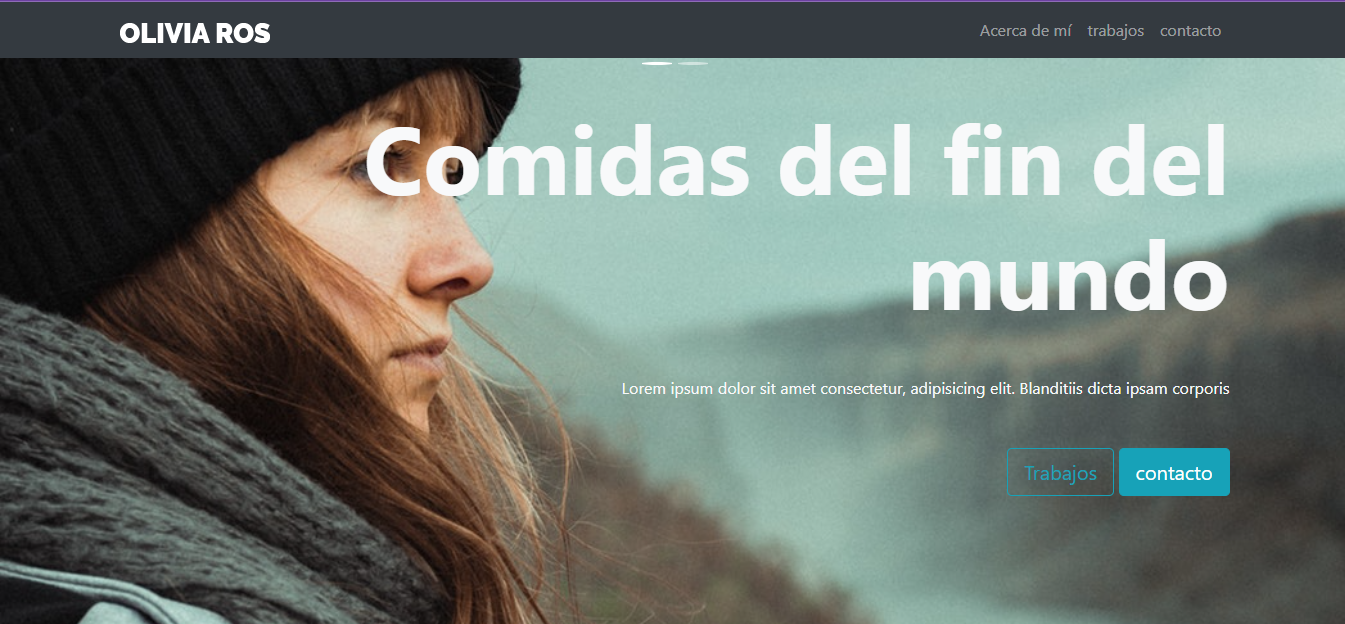 OLIVIA ROS
Acerca de mí trabajos contacto
Comidas del fin del
mundo
Lorem ipsum dolor sit amet consectetur, adipisicing elit. Blanditiis dicta ipsam corporis
Trabajos contacto